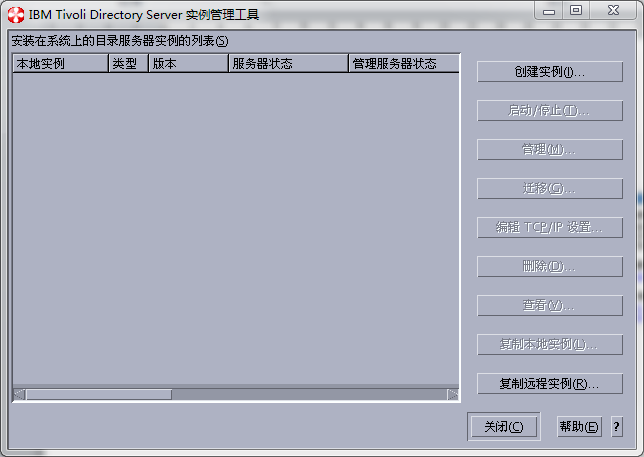 IBM Tivoli Directory Server 实例管理工具
安装在系统上的目录服务器实例的列表(S)
本地实例 类型 版本 服务器状态 管理服务器状态
创建实例(I)...
启动/停止(T)...
管理(M)...
迁移(G)...
编辑 TCP/IP 设置...
删除(D)...
查看(V)...
复制本地实例(L)...
复制远程实例(R)...
关闭(C) 帮助(E) ?